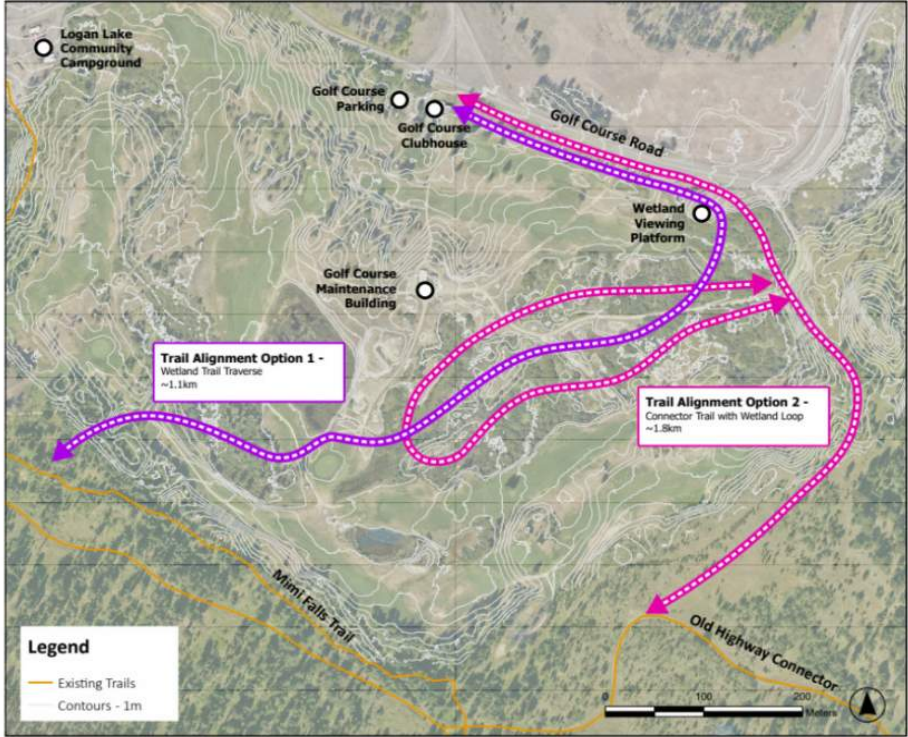 Logan Lake
Community
Campground
Golf Course
Parking
Golf Course
Clubhouse
Golf Course Road
Wetland
Viewing
Platform
Golf Course
Maintenance
Building
Trail Alignment Option 1 -
Wetland Trail Traverse
~1.1km
Trail Alignment Option 2 -
Connector Trail with Wetland Loop
~1.8km
Mimi Falls Trail
Old Highway Connector
Legend
Existing Trails
Contours - 1m
0 100 200
Meters